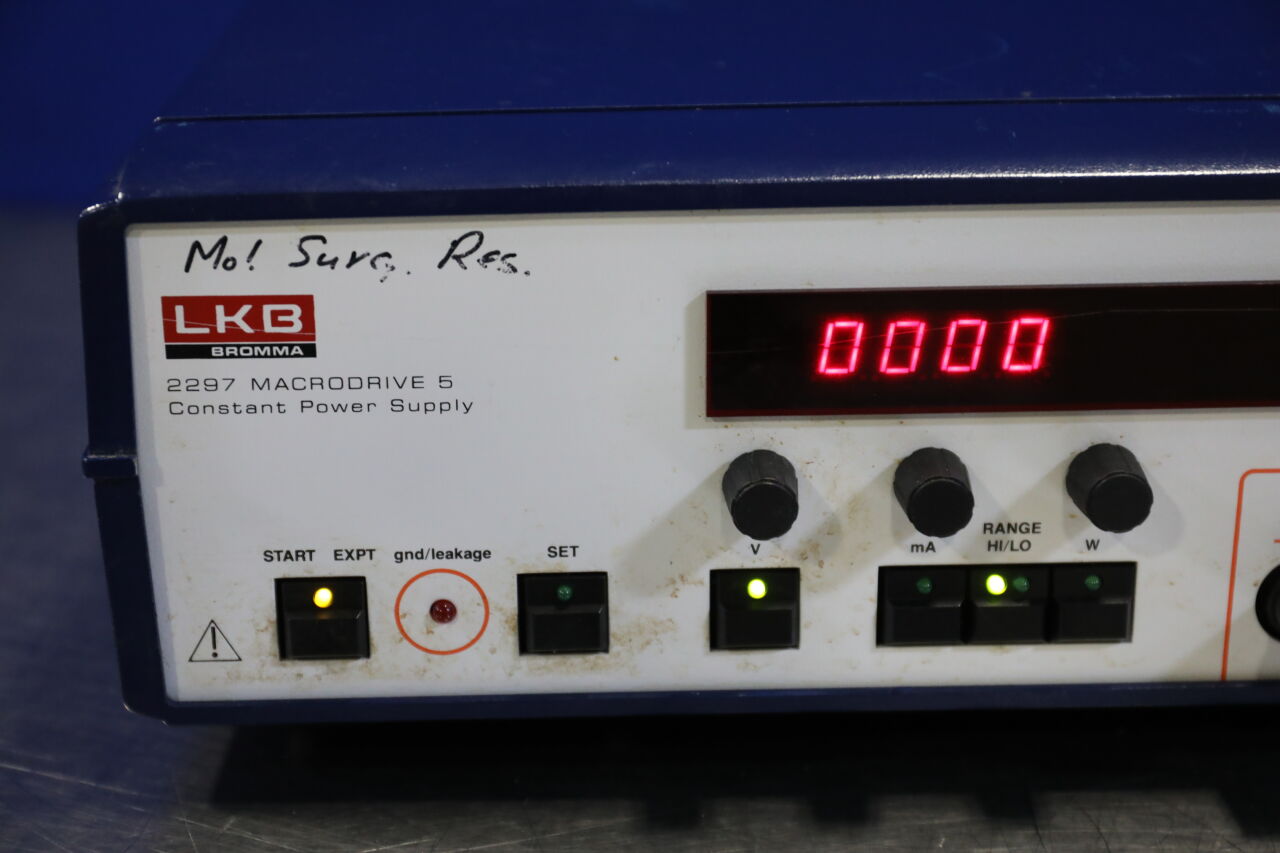 Mo! Surg. Res.
LKB
BROMMA
2297 MACRODRIVE 5
Constant Power Supply
0000
START EXPT gnd/leakage SET V mA RANGE HI/LO W